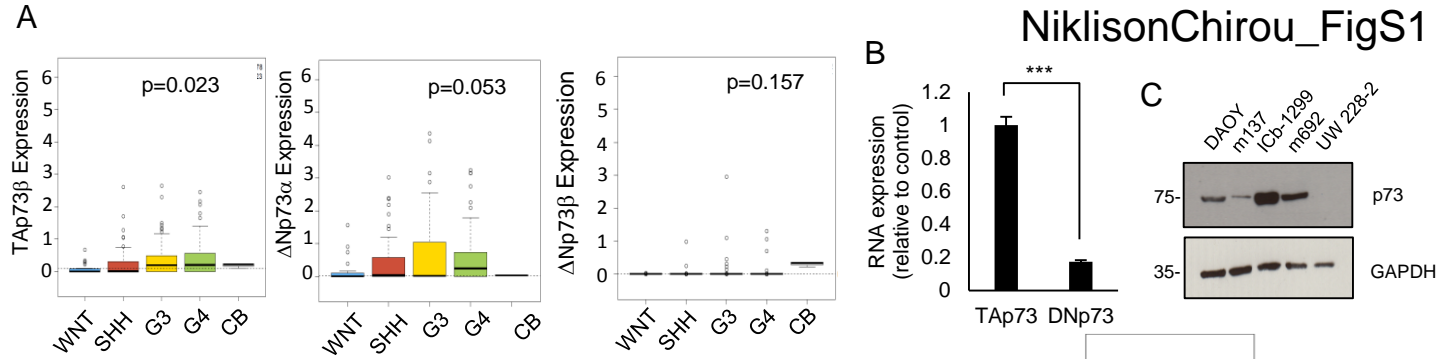 NiklisonChirou_FigS1
A
p=0.023
TAp73β Expression
6
5
4
3
2
1
0
WNT
SHH
G3
G4
CB
p=0.053
ΔNp73α Expression
6
5
4
3
2
1
0
WNT
SHH
G3
G4
CB
p=0.157
ΔNp73β Expression
6
5
4
3
2
1
0
WNT
SHH
G3
G4
CB
B
***
RNA expression
(relative to control)
1.2
1
0.8
0.6
0.4
0.2
0
TAp73 DNp73
C
DAOY
m137
ICb-1299
m692
UW 228-2
75-
p73
35-
GAPDH